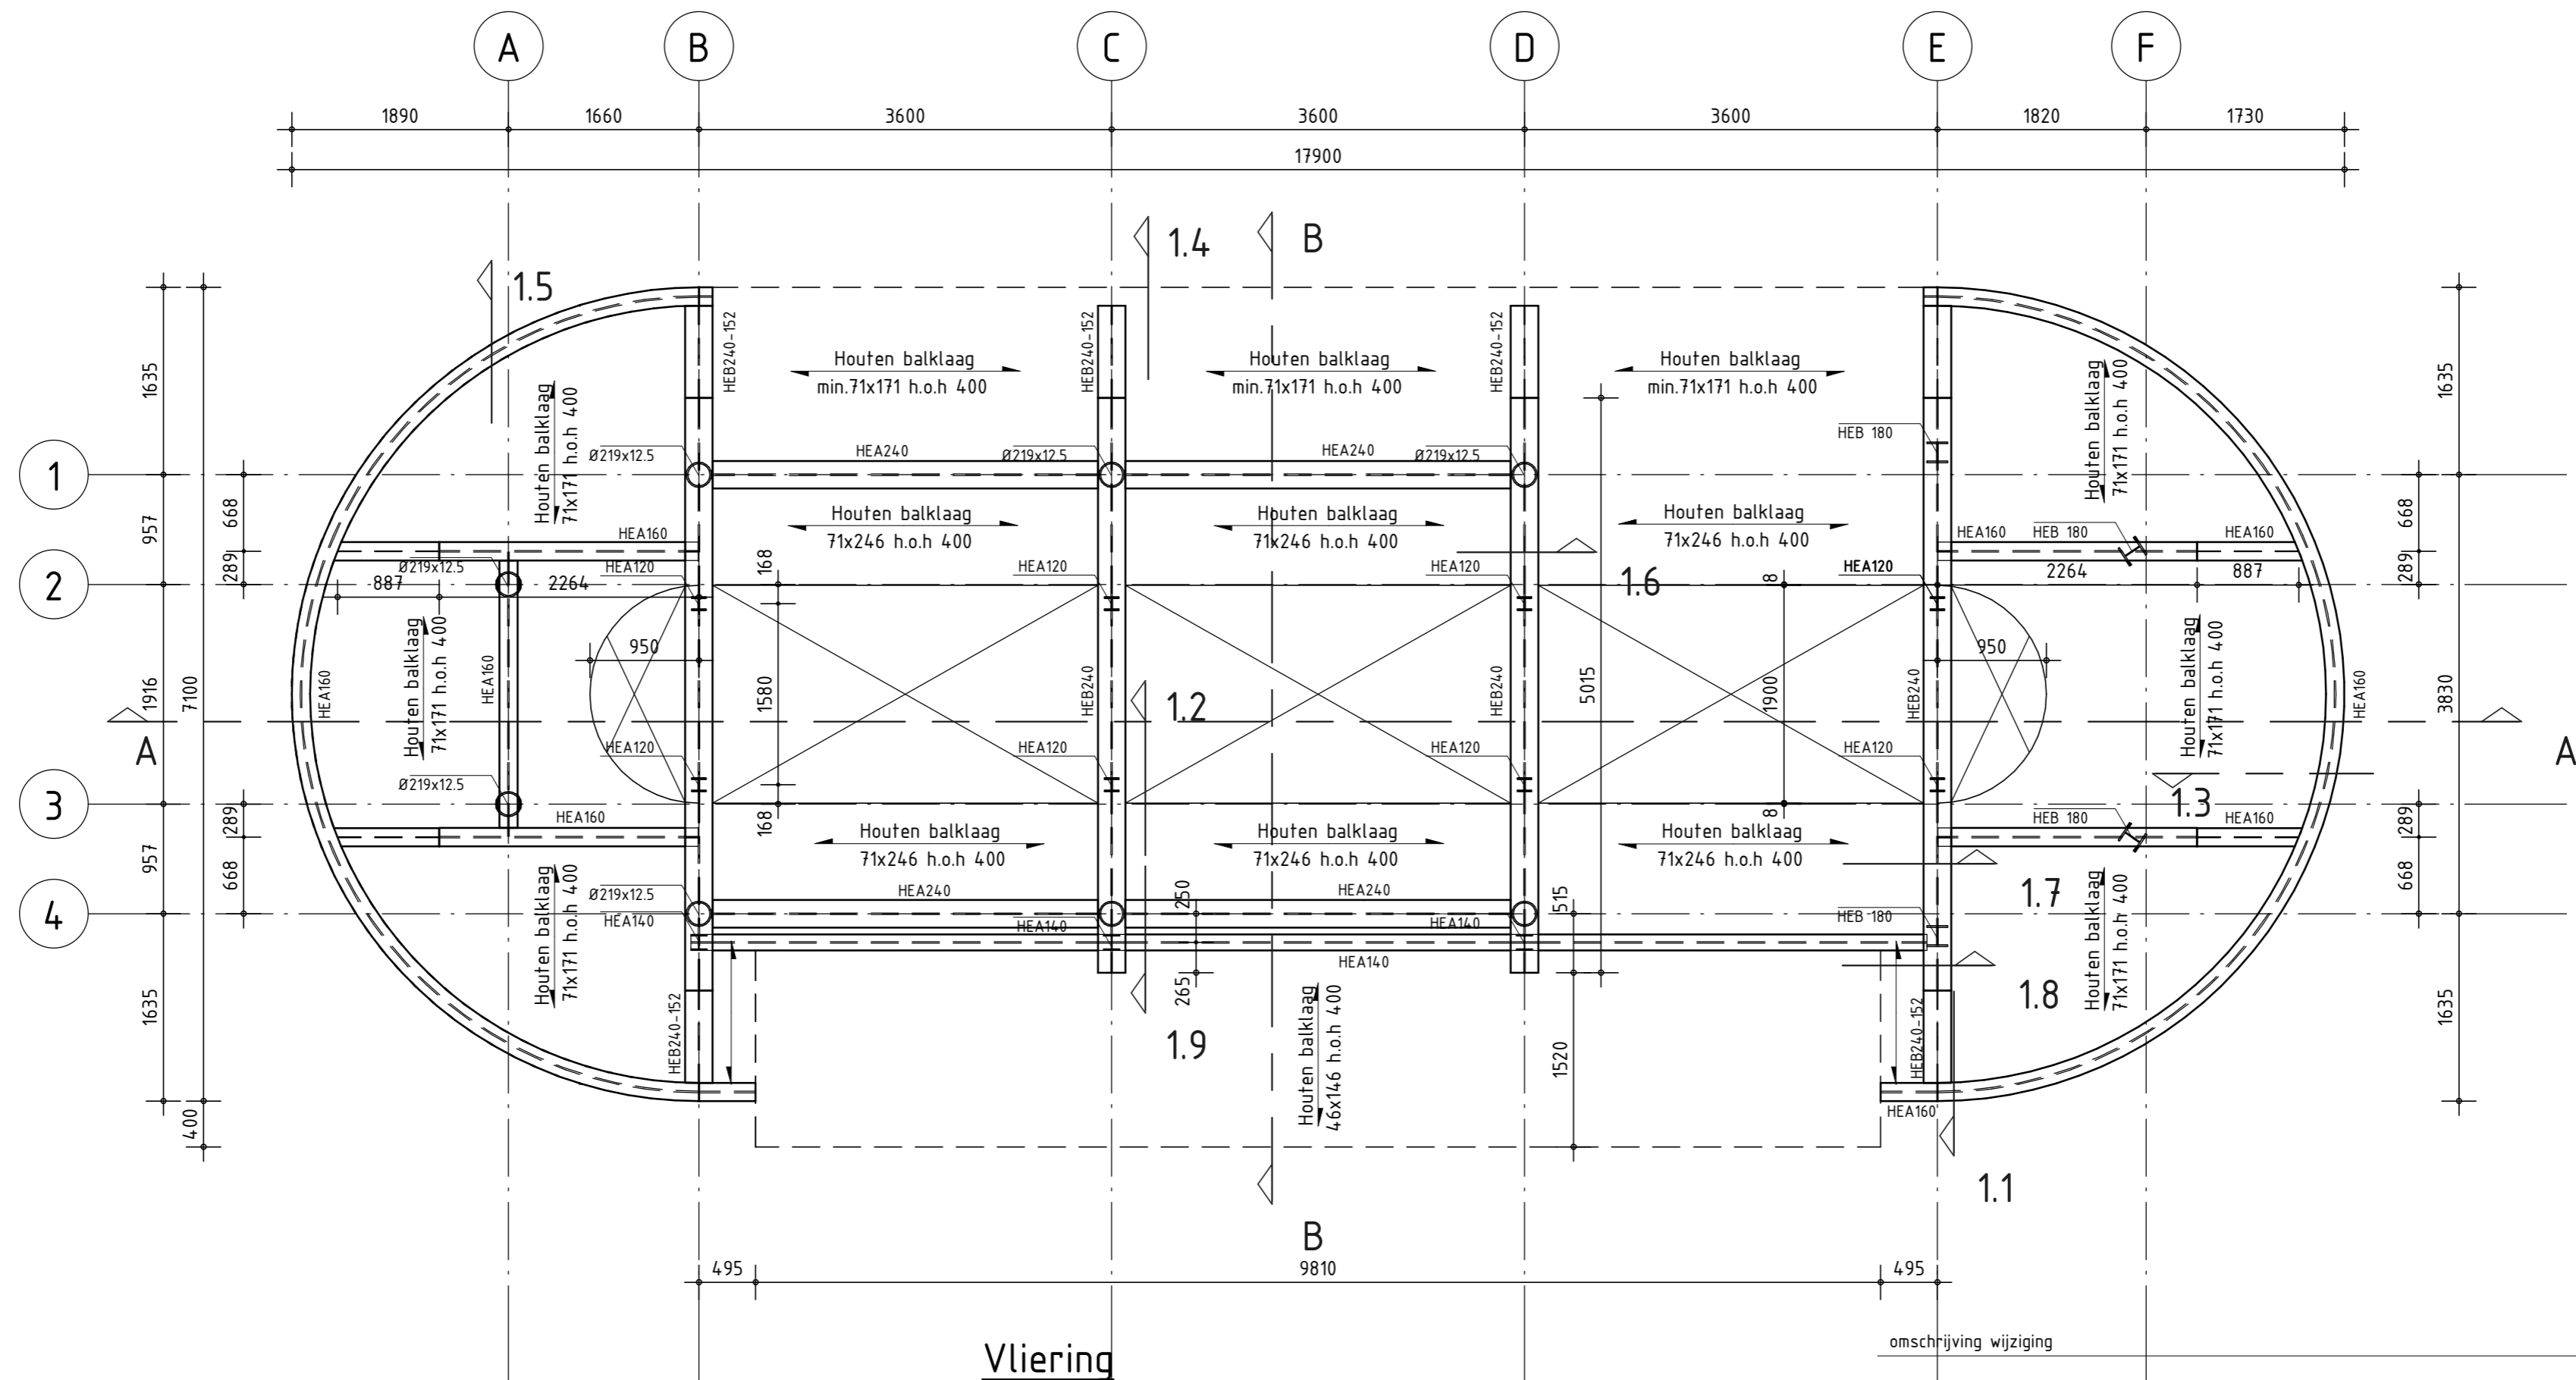 A B C D E F
1890 1660 3600 3600 3600 1820 1730
17900
1.4 B
1.5
HEB240-152 HEB240-152 HEB240-152
Houten balklaag
min.71x171 h.o.h 400
Houten balklaag
min.71x171 h.o.h 400
Houten balklaag
min.71x171 h.o.h 400
1635
1635
Houten balklaag
71x171 h.o.h 400
Houten balklaag
71x171 h.o.h 400
HEB 180
Ø219x12.5 HEA240 Ø219x12.5 HEA240 Ø219x12.5
1
957
668
668
Houten balklaag
71x246 h.o.h 400
Houten balklaag
71x246 h.o.h 400
Houten balklaag
71x246 h.o.h 400
HEA160
HEA160 HEB 180 HEA160
289
289
Ø219x12.5 HEA120 168 HEA120 HEA120 8 HEA120
2
887 2264 1.6 2264 887
Houten balklaag
71x171 h.o.h 400
Houten balklaag
71x171 h.o.h 400
950 950
1916
7100
HEA160
HEA160
1580
HEB240
HEB240
5015
1900
HEB240
HEA160
3830
1.2
A A
HEA120 HEA120 HEA120 HEA120
Ø219x12.5
3
1.3
289
168
8
289
HEA160 HEB 180 HEA160
Houten balklaag
71x246 h.o.h 400
Houten balklaag
71x246 h.o.h 400
Houten balklaag
71x246 h.o.h 400
957
668
668
Houten balklaag
71x171 h.o.h 400
Houten balklaag
71x171 h.o.h 400
1.7
Ø219x12.5 HEA240 250 HEA240 515
4
HEA140 HEA140 HEA140 HEB 180
HEA140
265
1.8
1635
1635
HEB240-152
HEB240-152
1.9
Houten balklaag
46x146 h.o.h 400
1520
400
HEA160
1.1
B
495 9810 495
Vliering
omschrijving wijziging